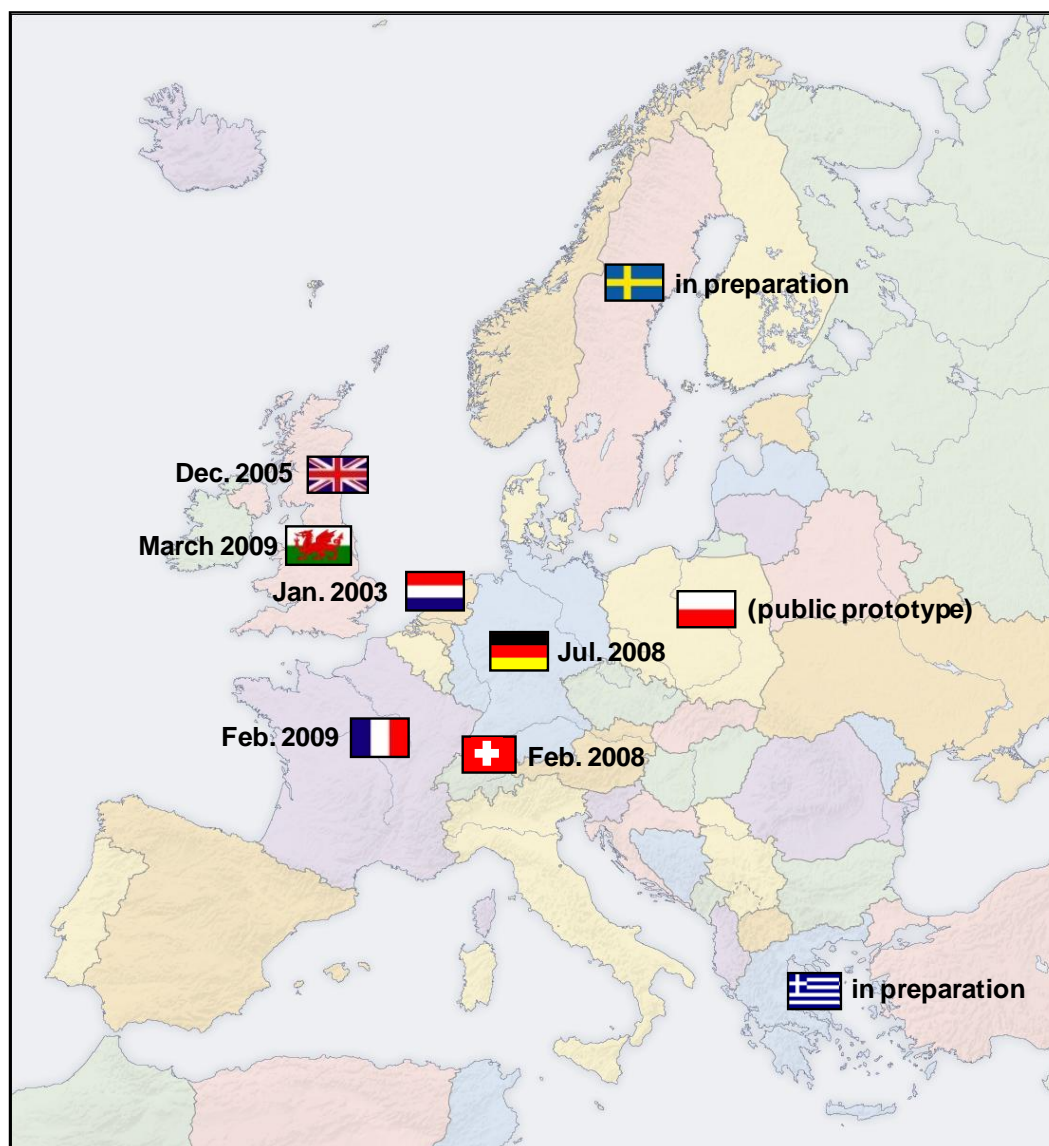 in preparation
Dec. 2005
March 2009
Jan. 2003
(public prototype)
Jul. 2008
Feb. 2009
Feb. 2008
in preparation